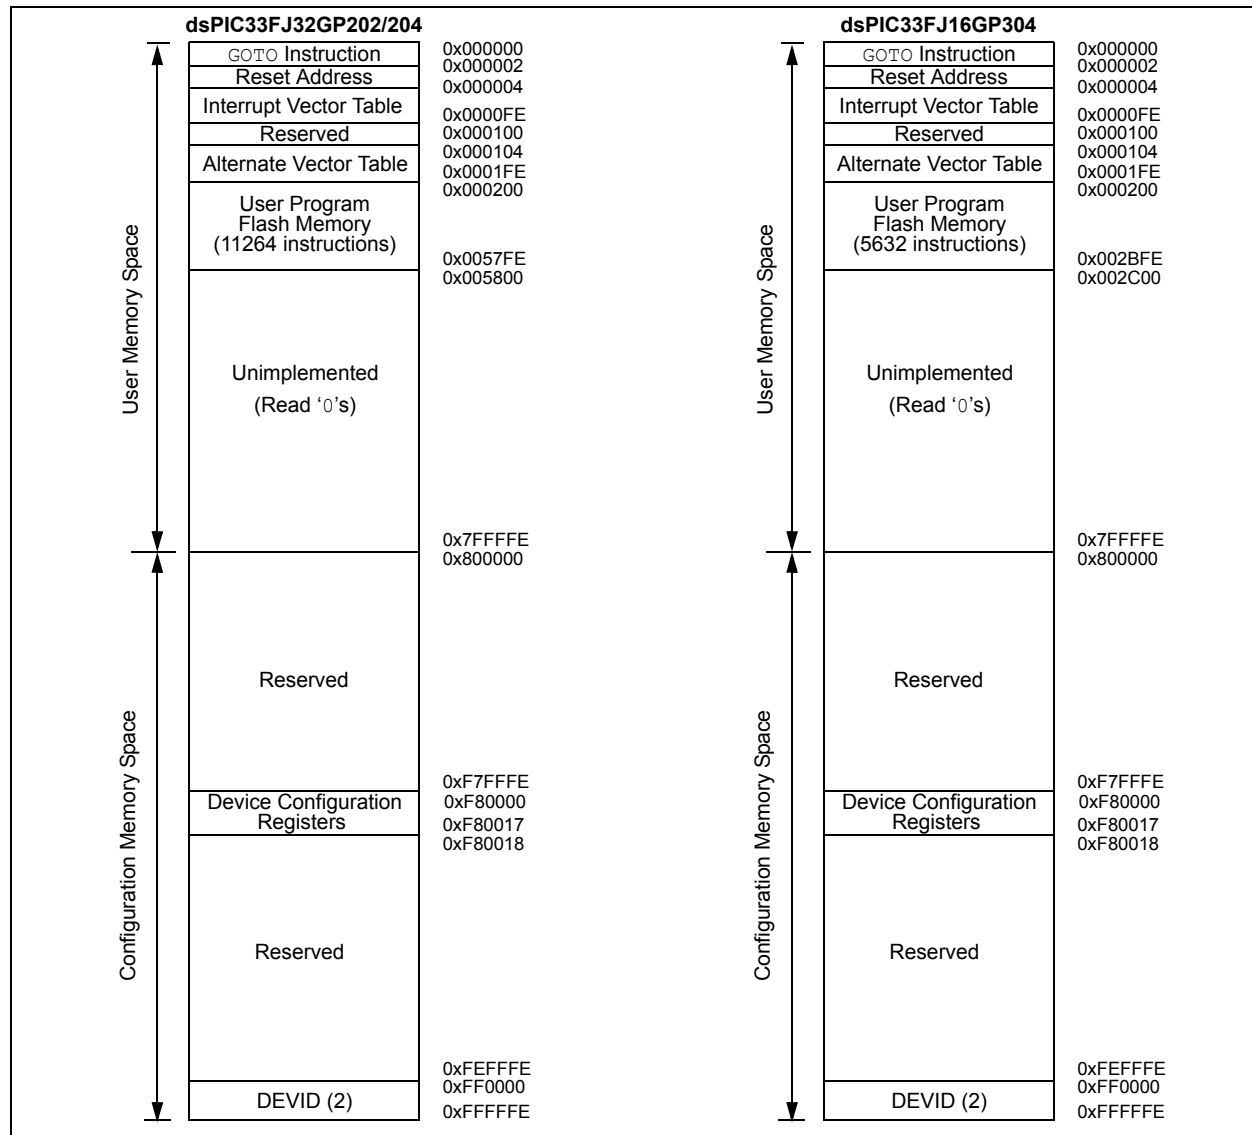 dsPIC33FJ32GP202/204
GOTO Instruction
0x000000
0x000002
Reset Address
0x000004
Interrupt Vector Table
0x0000FE
Reserved
0x000100
0x000104
Alternate Vector Table
0x0001FE
0x000200
User Program
Flash Memory
(11264 instructions)
0x0057FE
0x005800
User Memory Space
Unimplemented
(Read ‘0’s)
0x7FFFFE
0x800000
Reserved
Configuration Memory Space
0xF7FFFE
Device Configuration
Registers
0xF80000
0xF80017
0xF80018
Reserved
0xFEFFFE
0xFF0000
DEVID (2)
0xFFFFFE
dsPIC33FJ16GP304
GOTO Instruction
0x000000
0x000002
Reset Address
0x000004
Interrupt Vector Table
0x0000FE
Reserved
0x000100
0x000104
Alternate Vector Table
0x0001FE
0x000200
User Program
Flash Memory
(5632 instructions)
0x002BFE
0x002C00
User Memory Space
Unimplemented
(Read ‘0’s)
0x7FFFFE
0x800000
Reserved
Configuration Memory Space
0xF7FFFE
Device Configuration
Registers
0xF80000
0xF80017
0xF80018
Reserved
0xFEFFFE
0xFF0000
DEVID (2)
0xFFFFFE